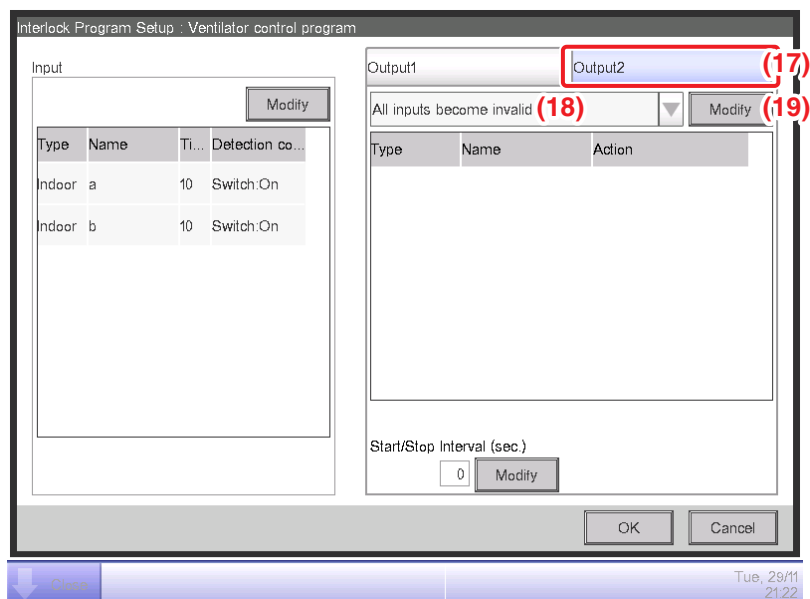 Interlock Program Setup : Ventilator control program
Input
Modify
Type Name Ti... Detection co...
Indoor a 10 Switch:On
Indoor b 10 Switch:On
Output1 Output2 (17)
All inputs become invalid (18) Modify (19)
Type Name Action
Start/Stop Interval (sec.)
0 Modify
OK Cancel
Tue, 29/11
21:22